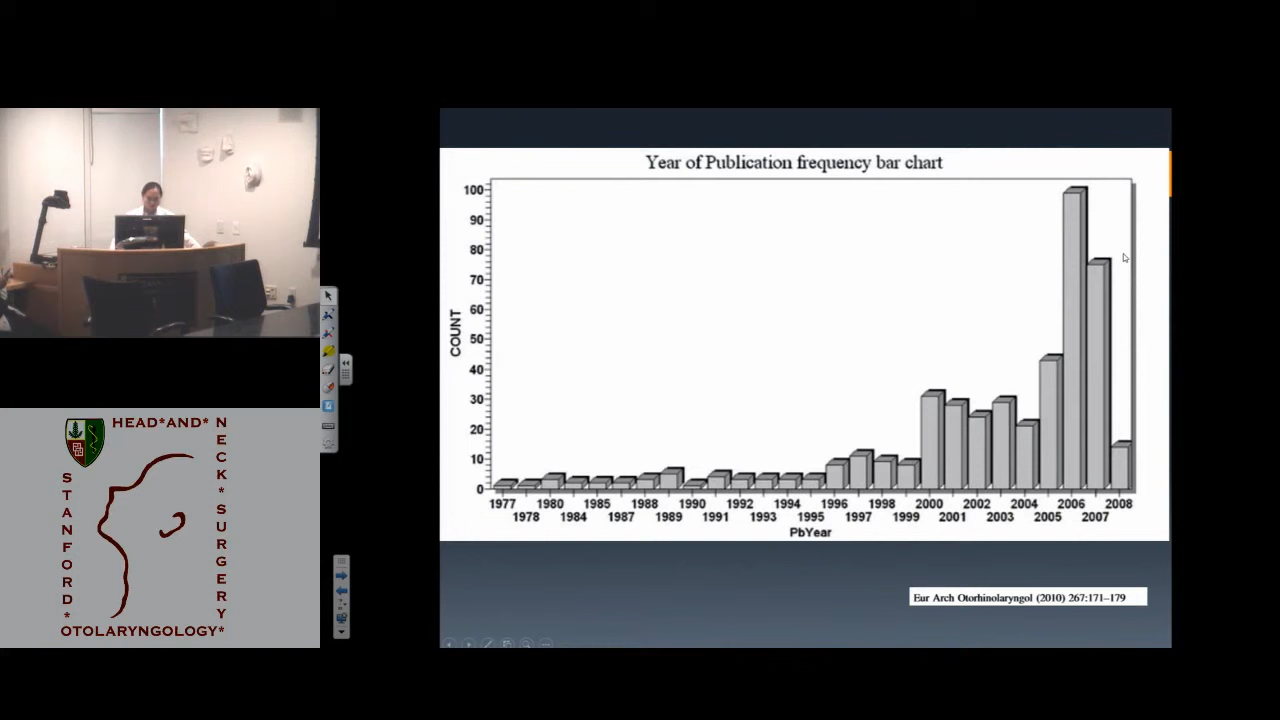 Year of Publication frequency bar chart
100
90
80
70
60
50
40
30
20
10
0
COUNT
1977 1980 1985 1988 1990 1992 1994 1996 1998 2000 2002 2004 2006 2008
1978 1984 1987 1989 1991 1993 1995 1997 1999 2001 2003 2005 2007
PbYear
Eur Arch Otorhinolaryngol (2010) 267:171–179
HEAD*AND*
NECK*SURGERY*
STANFORD*
OTOLARYNGOLOGY*